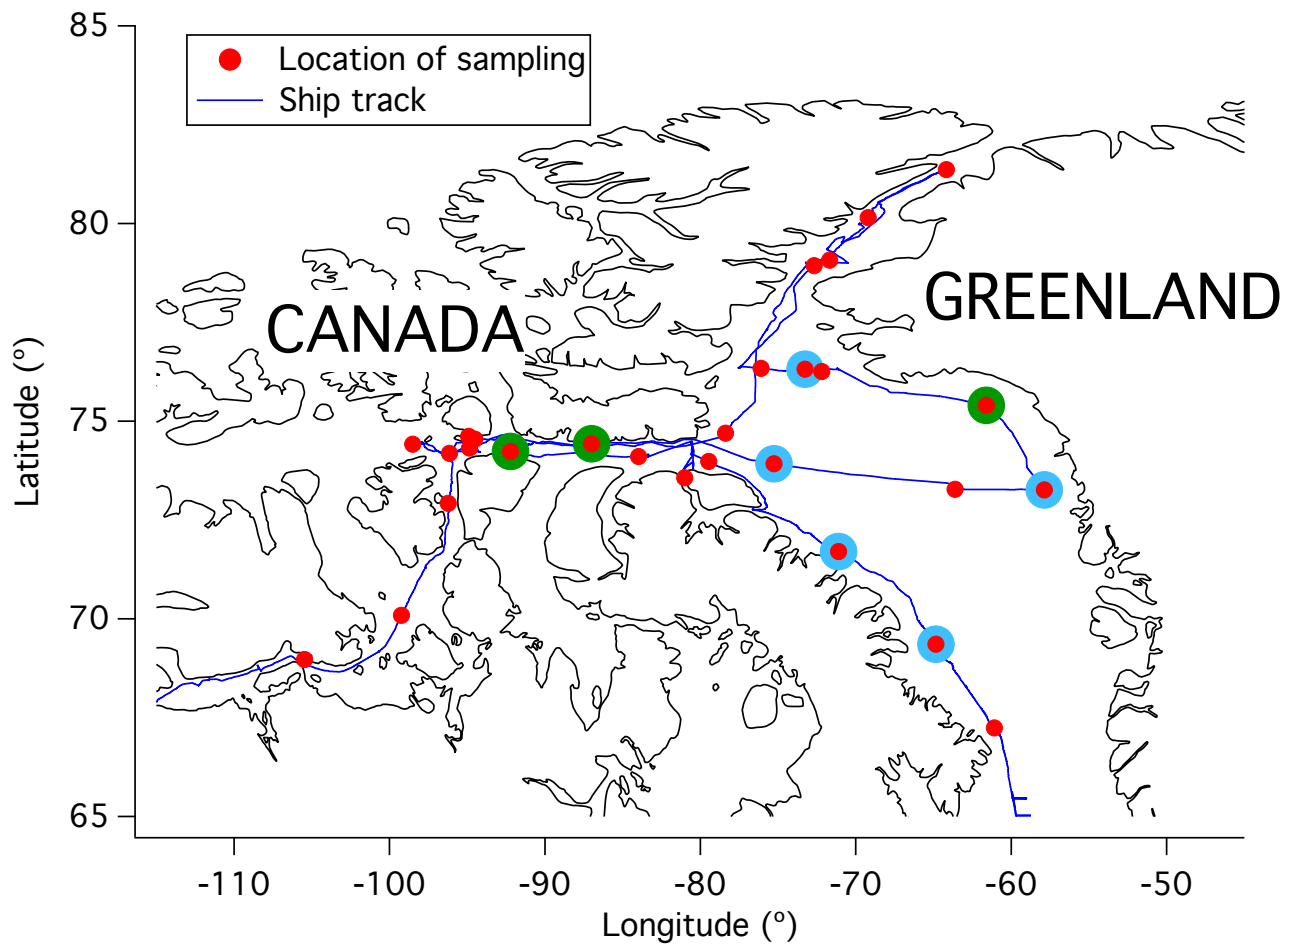 85
Location of sampling
Ship track
80
GREENLAND
CANADA
75
Latitude (º)
70
65
-110 -100 -90 -80 -70 -60 -50
Longitude (º)